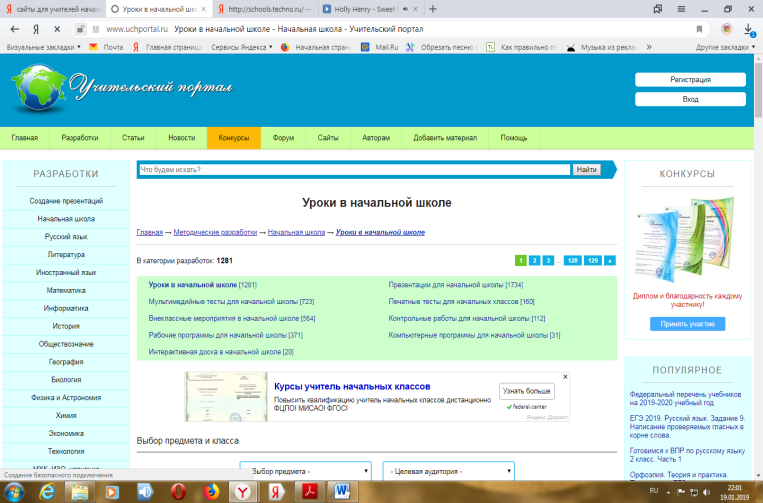 сайты для учителей начал
Уроки в начальной шк
http://schools.techno.ru/ —
Holly Henry - Sweet
www.uchportal.ru Уроки в начальной школе - Начальная школа - Учительский портал
Визуальные закладки
Почта
Главная страниц
Сервисы Яндекса
Начальная стран
Mail.Ru
Обрезать песню
Как правильно п
Музыка из рекла
Другие закладки
Учительский портал
Регистрация
Вход
Главная
Разработки
Статьи
Новости
Конкурсы
Форум
Сайты
Авторам
Добавить материал
Помощь
РАЗРАБОТКИ
Создание презентаций
Начальная школа
Русский язык
Литература
Иностранный язык
Математика
Информатика
История
Обществознание
География
Биология
Физика и Астрономия
Химия
Экономика
Технология
Создание безопасного подключения
Что будем искать?
Найти
Уроки в начальной школе
Главная → Методические разработки → Начальная школа → Уроки в начальной школе
В категории разработок: 1281
1 2 3 ... 128 129 »
Уроки в начальной школе [1281]
Презентации для начальной школы [1734]
Мультимедийные тесты для начальной школы [723]
Печатные тесты для начальных классов [160]
Внеклассные мероприятия в начальной школе [564]
Контрольные работы для начальной школы [112]
Рабочие программы для начальной школы [371]
Компьютерные программы для начальной школы [31]
Интерактивная доска в начальной школе [20]
Курсы учитель начальных классов
Повысить квалификацию учитель начальных классов дистанционно
ФЦПО! МИСАО! ФГОС!
Узнать больше
federal.center
Яндекс.Директ
Выбор предмета и класса
Выбор предмета -
- Целевая аудитория -
КОНКУРСЫ
Диплом и благодарность каждому
участнику!
Принять участие
ПОПУЛЯРНОЕ
Федеральный перечень учебников
на 2019-2020 учебный год
ЕГЭ 2019. Русский язык. Задание 9.
Написание проверяемых гласных в
корне слова.
Готовимся к ВПР по русскому языку
2 класс. Часть 1
Орфоэпия. Теория и практика.
RU
22:01
19.01.2019